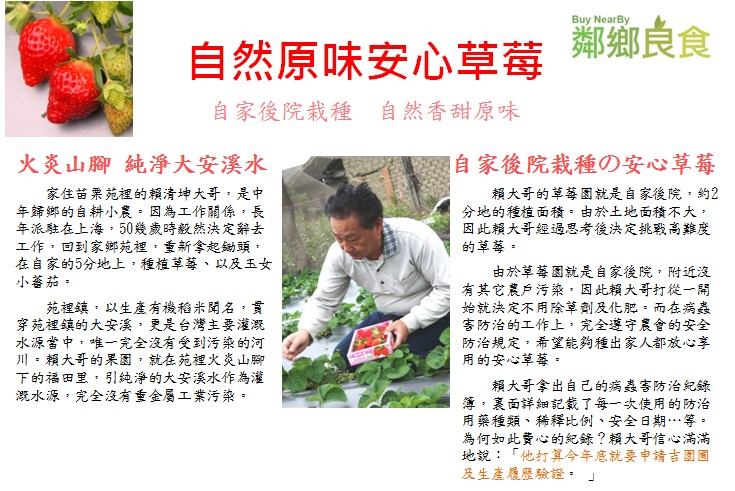 Buy NearBy
鄰鄉良食
自然原味安心草莓
自家後院栽種　自然香甜原味
火炎山腳 純淨大安溪水
家住苗栗苑裡的賴清坤大哥，是中
年歸鄉的自耕小農。因為工作關係，長
年派駐在上海，50幾歲時毅然決定辭去
工作，回到家鄉苑裡，重新拿起鋤頭，
在自家的5分地上，種植草莓、以及玉女
小蕃茄。
苑裡鎮，以生產有機稻米聞名，貫
穿苑裡鎮的大安溪，更是台灣主要灌溉
水源當中，唯一完全沒有受到污染的河
川。賴大哥的果園，就在苑裡火炎山腳
下的福田里，引純淨的大安溪水作為灌
溉水源，完全沒有重金屬工業污染。
自家後院栽種の安心草莓
賴大哥的草莓園就是自家後院，約2
分地的種植面積。由於土地面積不大，
因此賴大哥經過思考後決定挑戰高難度
的草莓。
由於草莓園就是自家後院，附近沒
有其它農戶污染，因此賴大哥打從一開
始就決定不用除草劑及化肥。而在病蟲
害防治的工作上，完全遵守農會的安全
防治規定，希望能夠種出家人都放心享
用的安心草莓。
賴大哥拿出自己的病蟲害防治紀錄
簿，裏面詳細記載了每一次使用的防治
用藥種類、稀釋比例、安全日期…等。
為何如此費心的紀錄？賴大哥信心滿滿
地說：「他打算今年底就要申請吉園圃
及生產履歷驗證。 」